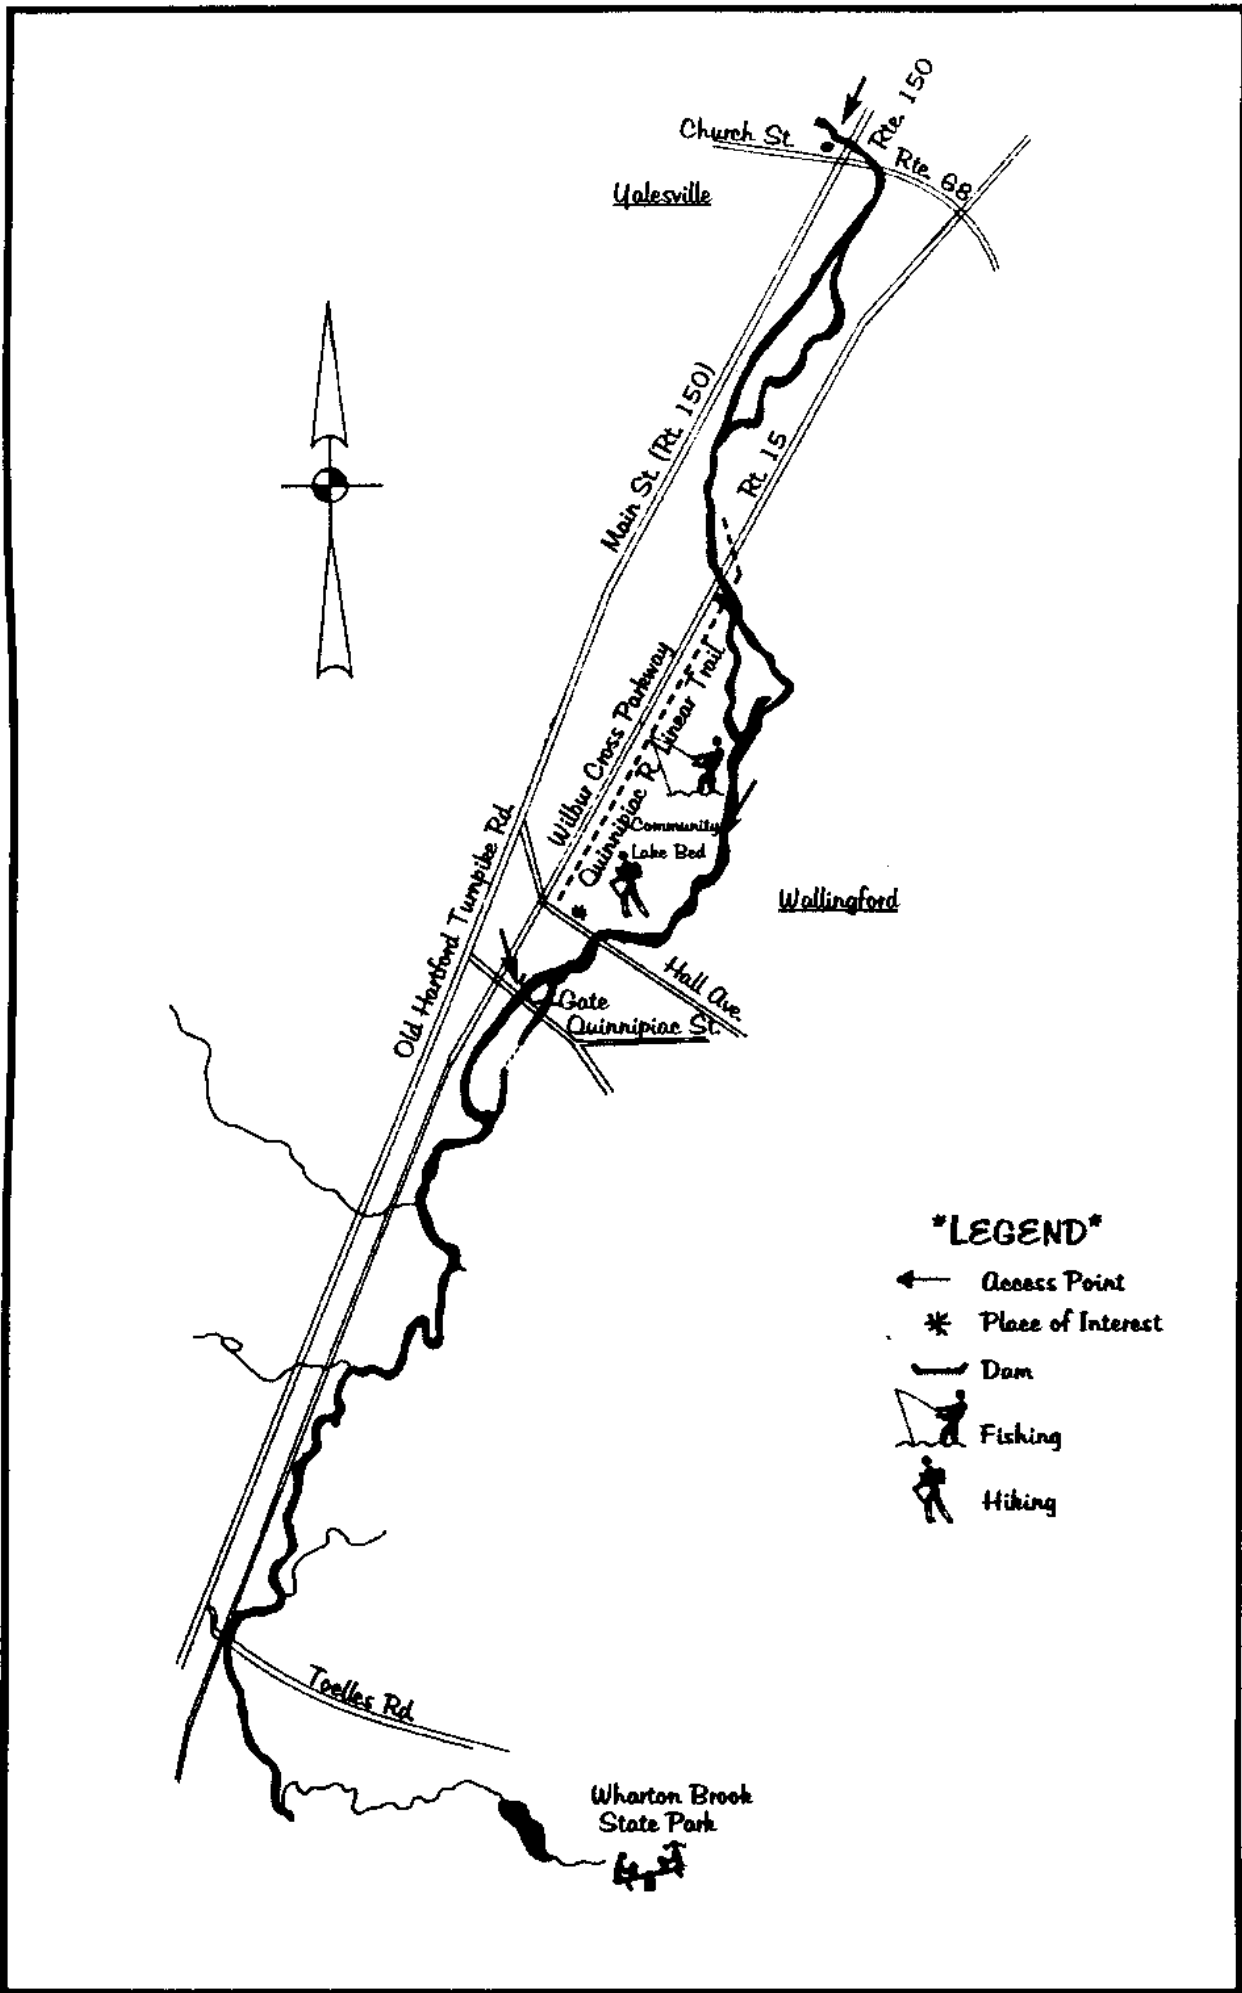 Rte. 150
Church St.
Rte. 68
Yalesville
Main St. (Rt. 150)
Rt. 15
Wilbur Cross Parkway
Quinnipiac R. Linear Trail
Community
Lake Bed
Old Hartford Turnpike Rd.
Wallingford
Hall Ave.
Gate
Quinnipiac St.
*LEGEND*
Access Point
Place of Interest
Dam
Fishing
Hiking
Toelles Rd.
Wharton Brook
State Park